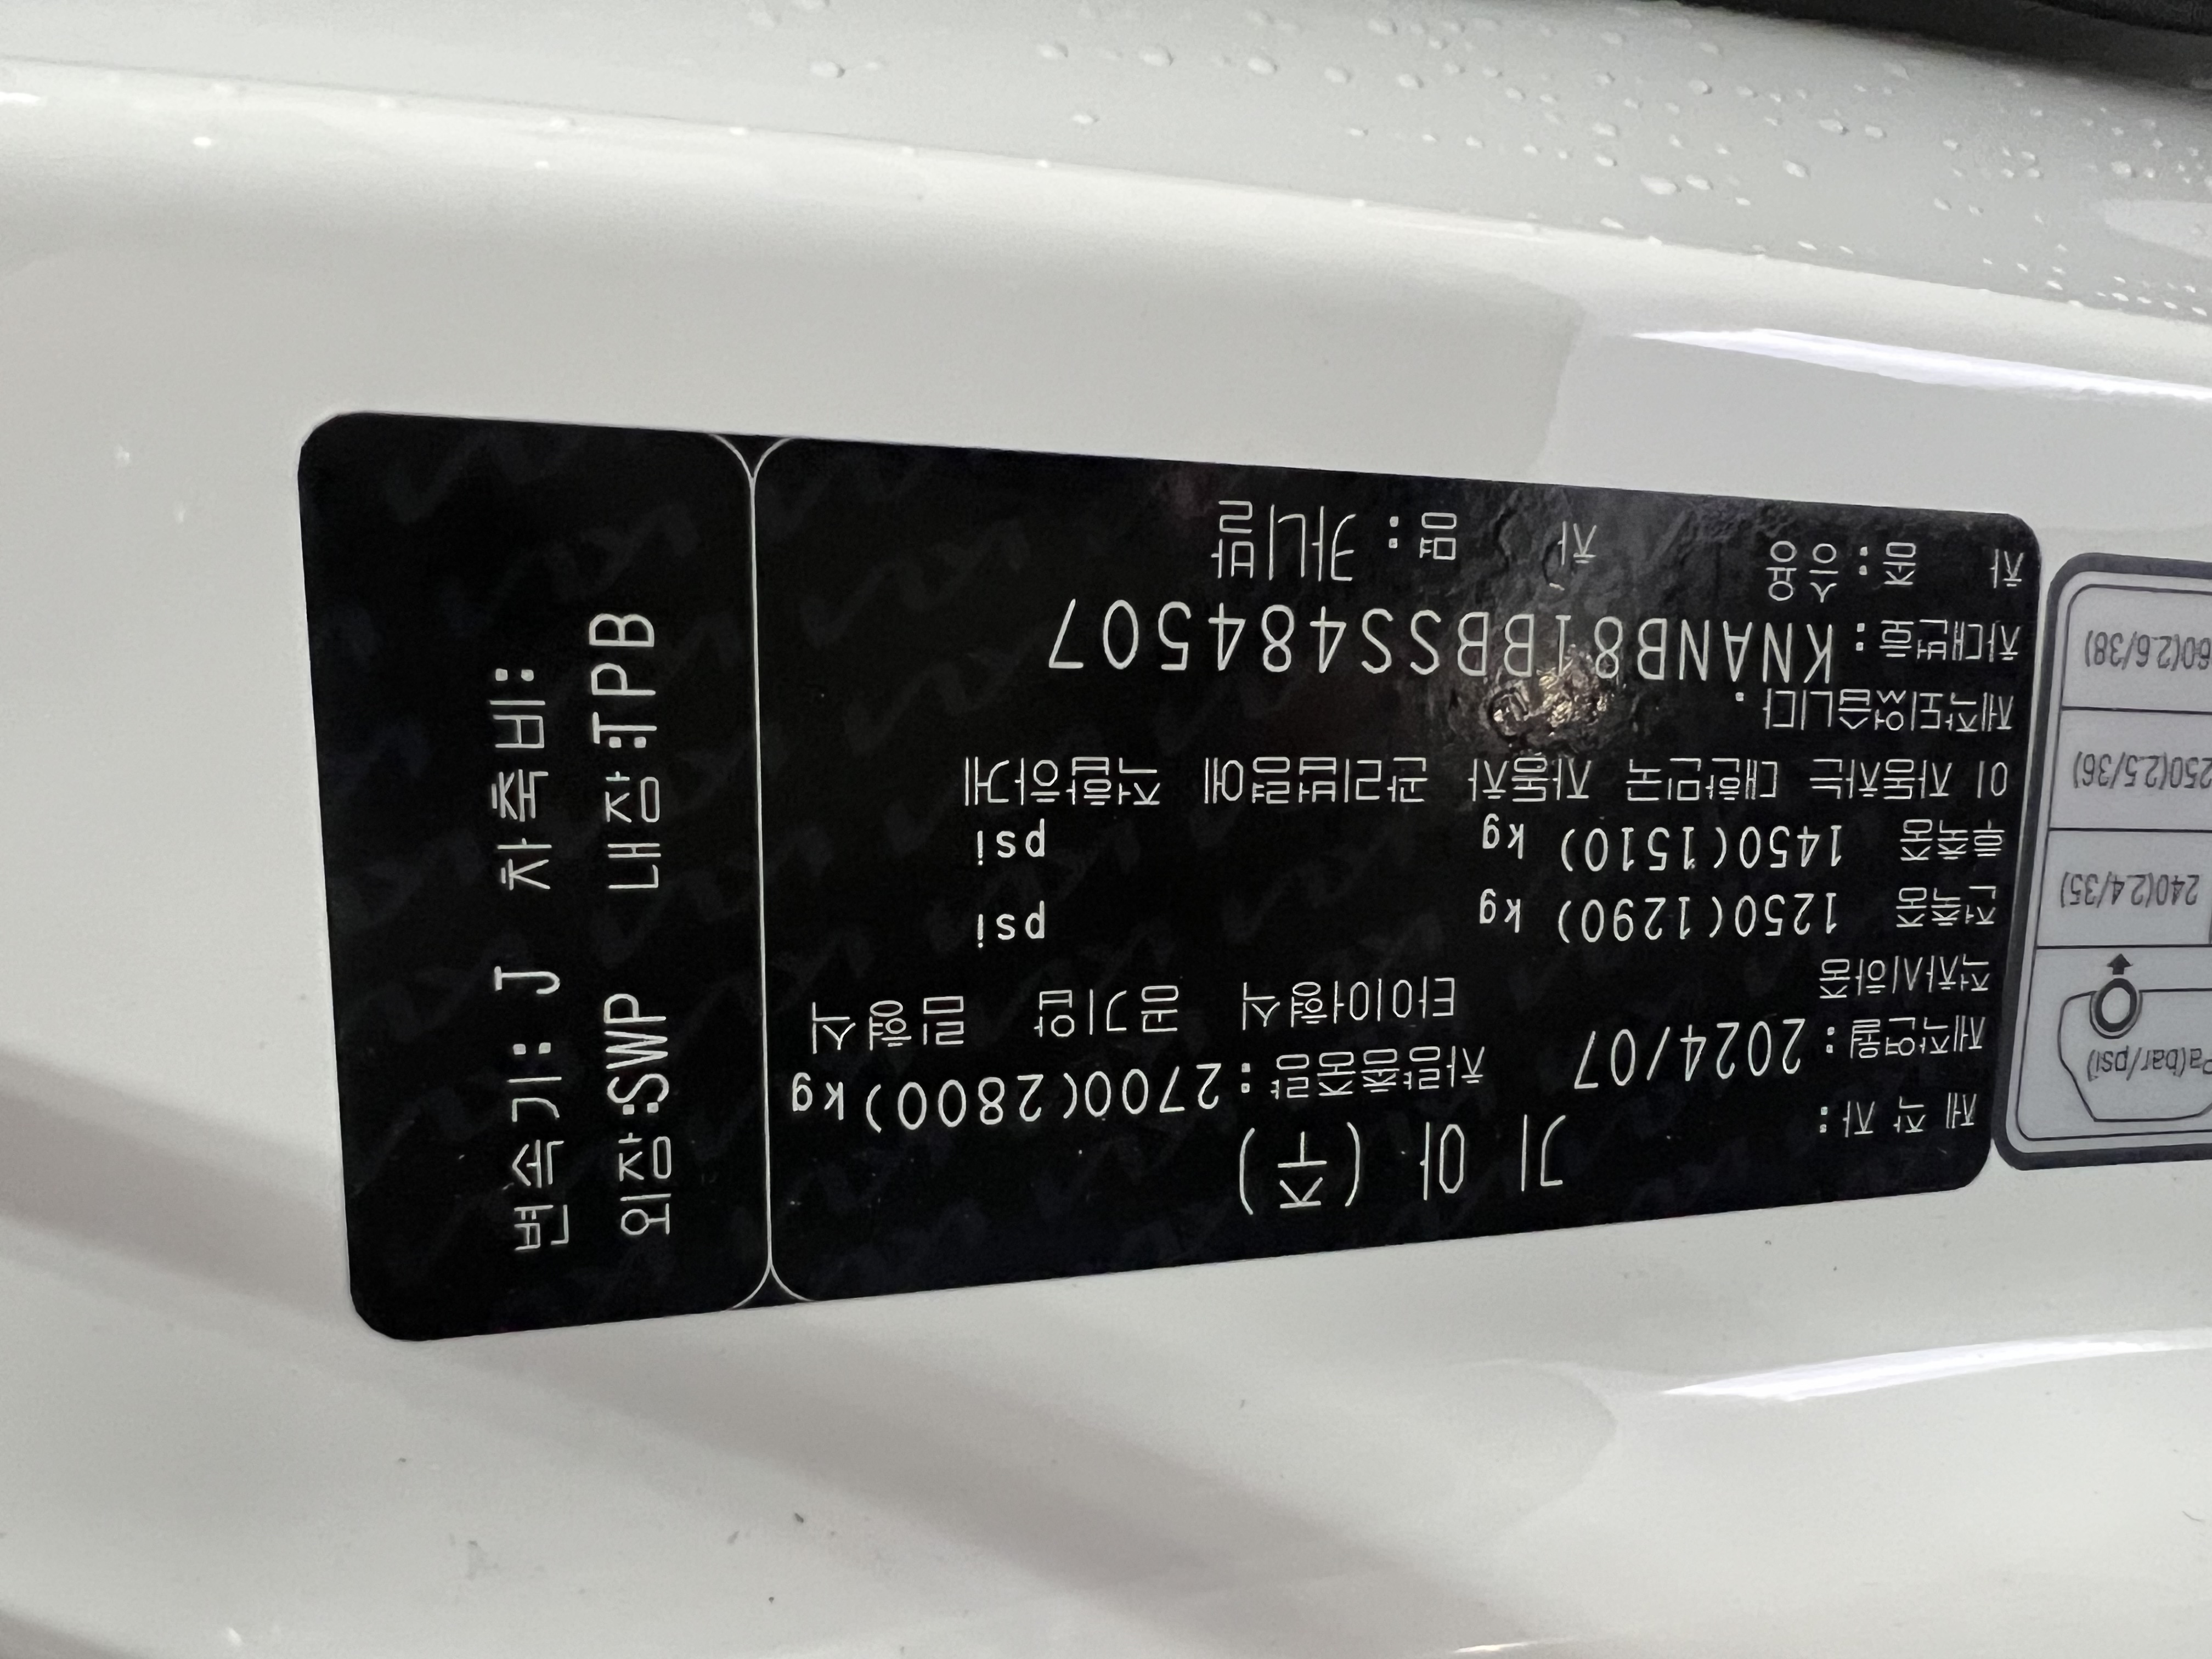 제 작 자: 기 아 (주)
제작연월: 2024/07 차량총중량: 2700(2800)kg
적차시하중 타이어형식 공기압 림형식
전축중 1250(1290) kg psi
후축중 1450(1510) kg psi
이 자동차는 대한민국 자동차 관리법령에 적합하게
제작되었습니다.
차대번호: KNANB81BBSS484507
차 종: 승용 차 명: 카니발
변속기: J 차축비:
외장:SWP 내장:TPB
Pa(bar/psi)
240(2.4/35)
250(2.5/36)
60(2.6/38)